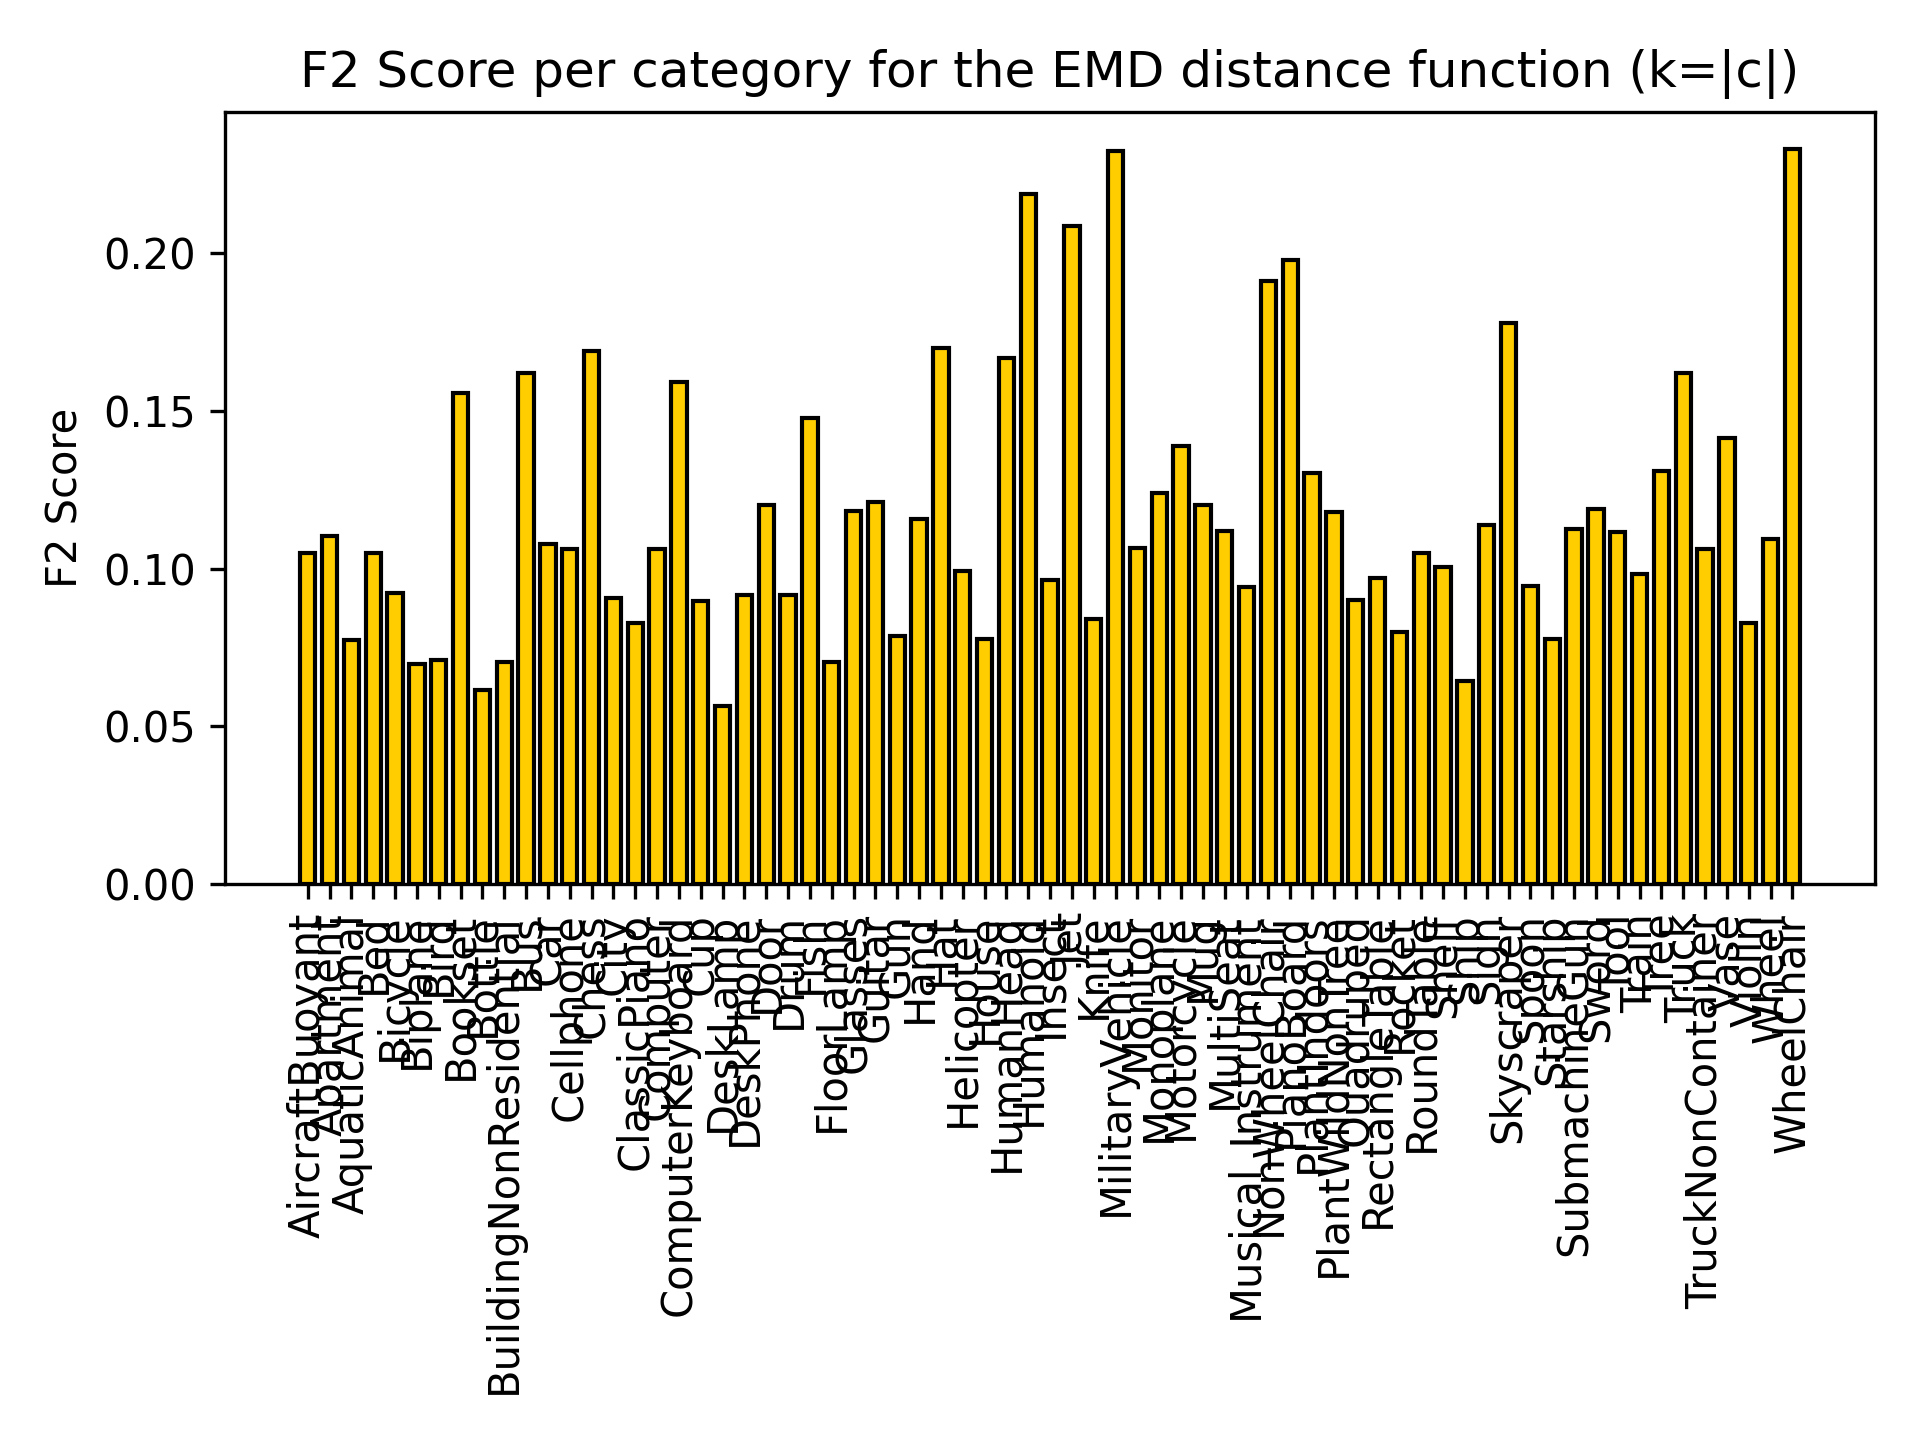 F2 Score per category for the EMD distance function (k=|c|)
F2 Score
0.20
0.15
0.10
0.05
0.00
AircraftBuoyant
Apartment
AquaticAnimal
Bed
Bicycle
Biplane
Bird
Bookset
Bottle
BuildingNonResidential
Bus
Car
Cellphone
Chess
City
ClassicPiano
Computer
ComputerKeyboard
Cup
DeskLamp
DeskPhone
Door
Drum
Fish
FloorLamp
Glasses
Guitar
Gun
Hand
Hat
Helicopter
House
HumanHead
Humanoid
Insect
Jet
Knife
MilitaryVehicle
Monitor
Monoplane
Motorcycle
Mug
MultiSeat
Musical_Instrument
Non-WheelChair
PianoBoard
PlantIndoors
PlantWildNonTree
Quadruped
RectangleTable
Rocket
RoundTable
Shelf
Ship
Sign
Skyscraper
Spoon
Starship
SubmachineGun
Sword
Tool
Train
Tree
Truck
TruckNonContainer
Vase
Violin
Wheel
WheelChair